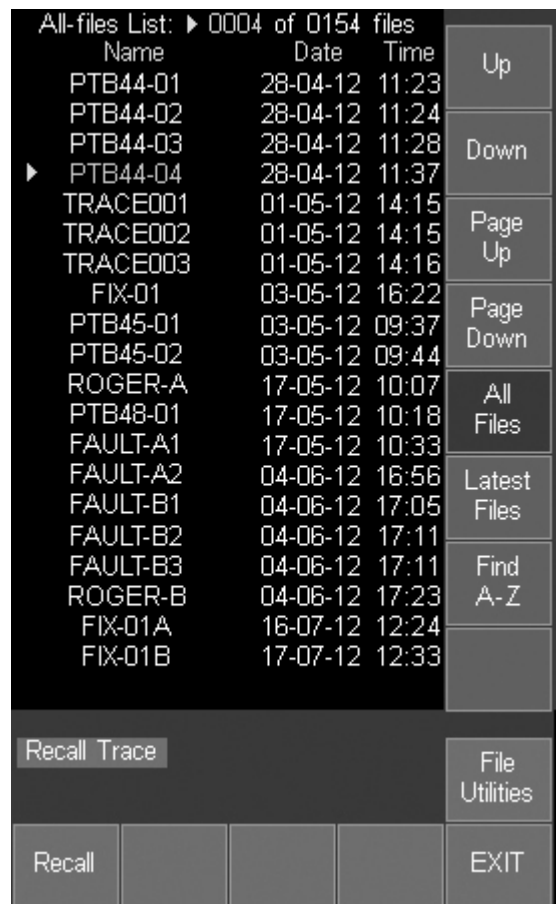 All-files List: ▶ 0004 of 0154 files
Name Date Time
PTB44-01 28-04-12 11:23
PTB44-02 28-04-12 11:24
PTB44-03 28-04-12 11:28
▶ PTB44-04 28-04-12 11:37
TRACE001 01-05-12 14:15
TRACE002 01-05-12 14:15
TRACE003 01-05-12 14:16
FIX-01 03-05-12 16:22
PTB45-01 03-05-12 09:37
PTB45-02 03-05-12 09:44
ROGER-A 17-05-12 10:07
PTB48-01 17-05-12 10:18
FAULT-A1 17-05-12 10:33
FAULT-A2 04-06-12 16:56
FAULT-B1 04-06-12 17:05
FAULT-B2 04-06-12 17:11
FAULT-B3 04-06-12 17:11
ROGER-B 04-06-12 17:23
FIX-01A 16-07-12 12:24
FIX-01B 17-07-12 12:33
Up
Down
Page
Up
Page
Down
All
Files
Latest
Files
Find
A-Z
Recall Trace
File
Utilities
Recall
EXIT